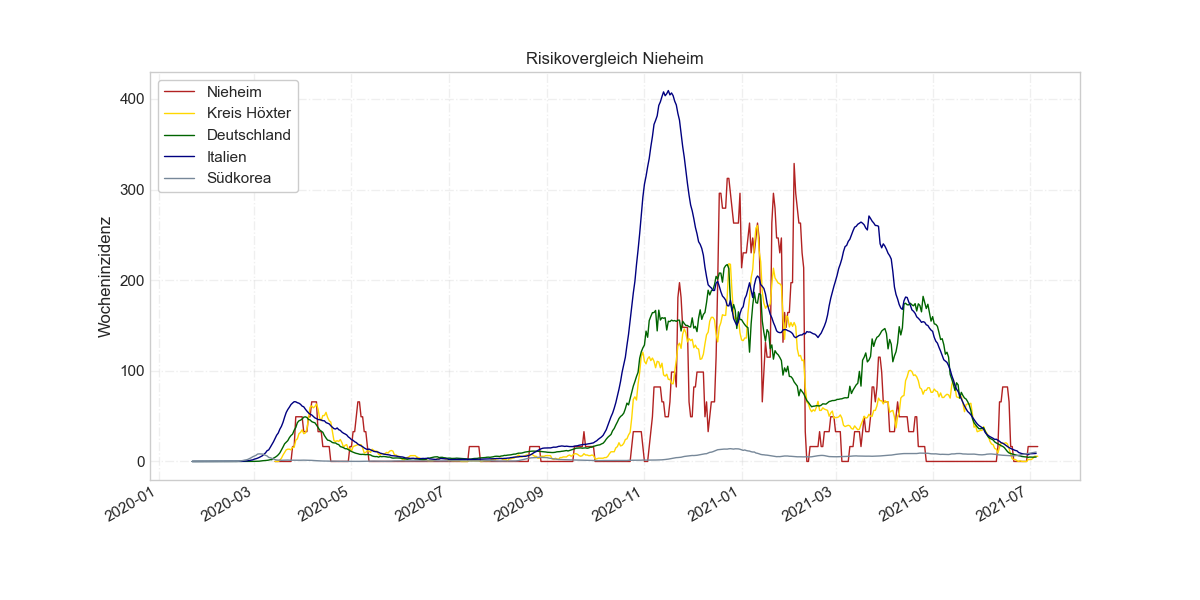 Risikovergleich Nieheim
Nieheim
Kreis Höxter
Deutschland
Italien
Südkorea
Wocheninzidenz
400
300
200
100
0
2020-01
2020-03
2020-05
2020-07
2020-09
2020-11
2021-01
2021-03
2021-05
2021-07